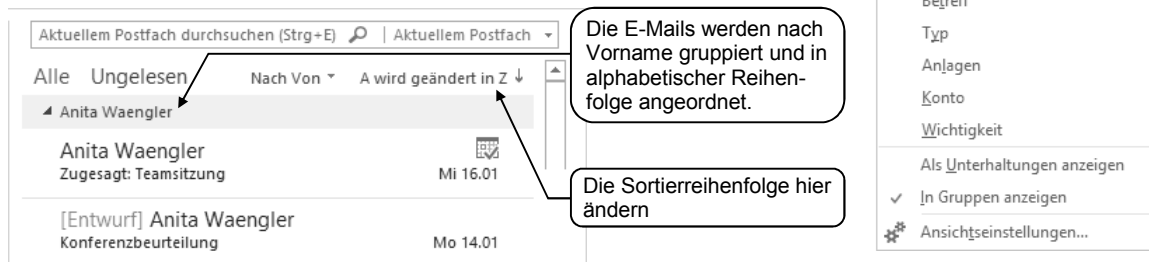 Aktuellem Postfach durchsuchen (Strg+E) Aktuellem Postfach
Alle Ungelesen Nach Von A wird geändert in Z ↓
Anita Waengler
Anita Waengler
Zugesagt: Teamsitzung Mi 16.01
[Entwurf] Anita Waengler
Konferenzbeurteilung Mo 14.01
Die E-Mails werden nach
Vorname gruppiert und in
alphabetischer Reihen-
folge angeordnet.
Die Sortierreihenfolge hier
ändern
Betreff
Typ
Anlagen
Konto
Wichtigkeit
Als Unterhaltungen anzeigen
In Gruppen anzeigen
Ansichtseinstellungen...